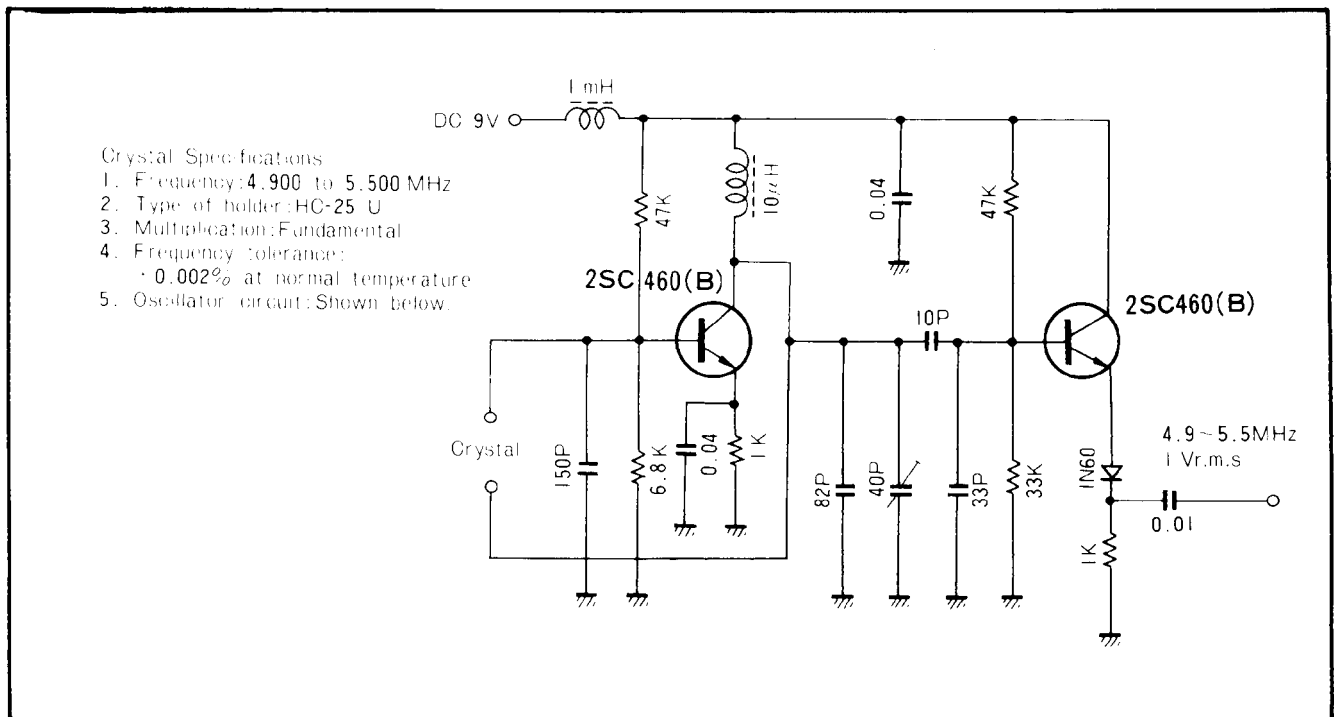 1 mH
DC 9V
Crystal Specifications
1. Frequency: 4.900 to 5.500 MHz
2. Type of holder: HC-25 U
3. Multiplication: Fundamental
4. Frequency tolerance:
0.002% at normal temperature
5. Oscillator circuit: Shown below.
47K
10μH
0.04
47K
2SC460(B)
2SC460(B)
10P
Crystal
150P
6.8K
0.04
1K
82P
40P
33P
33K
1N60
4.9~5.5MHz
1 Vr.m.s
0.01
1K